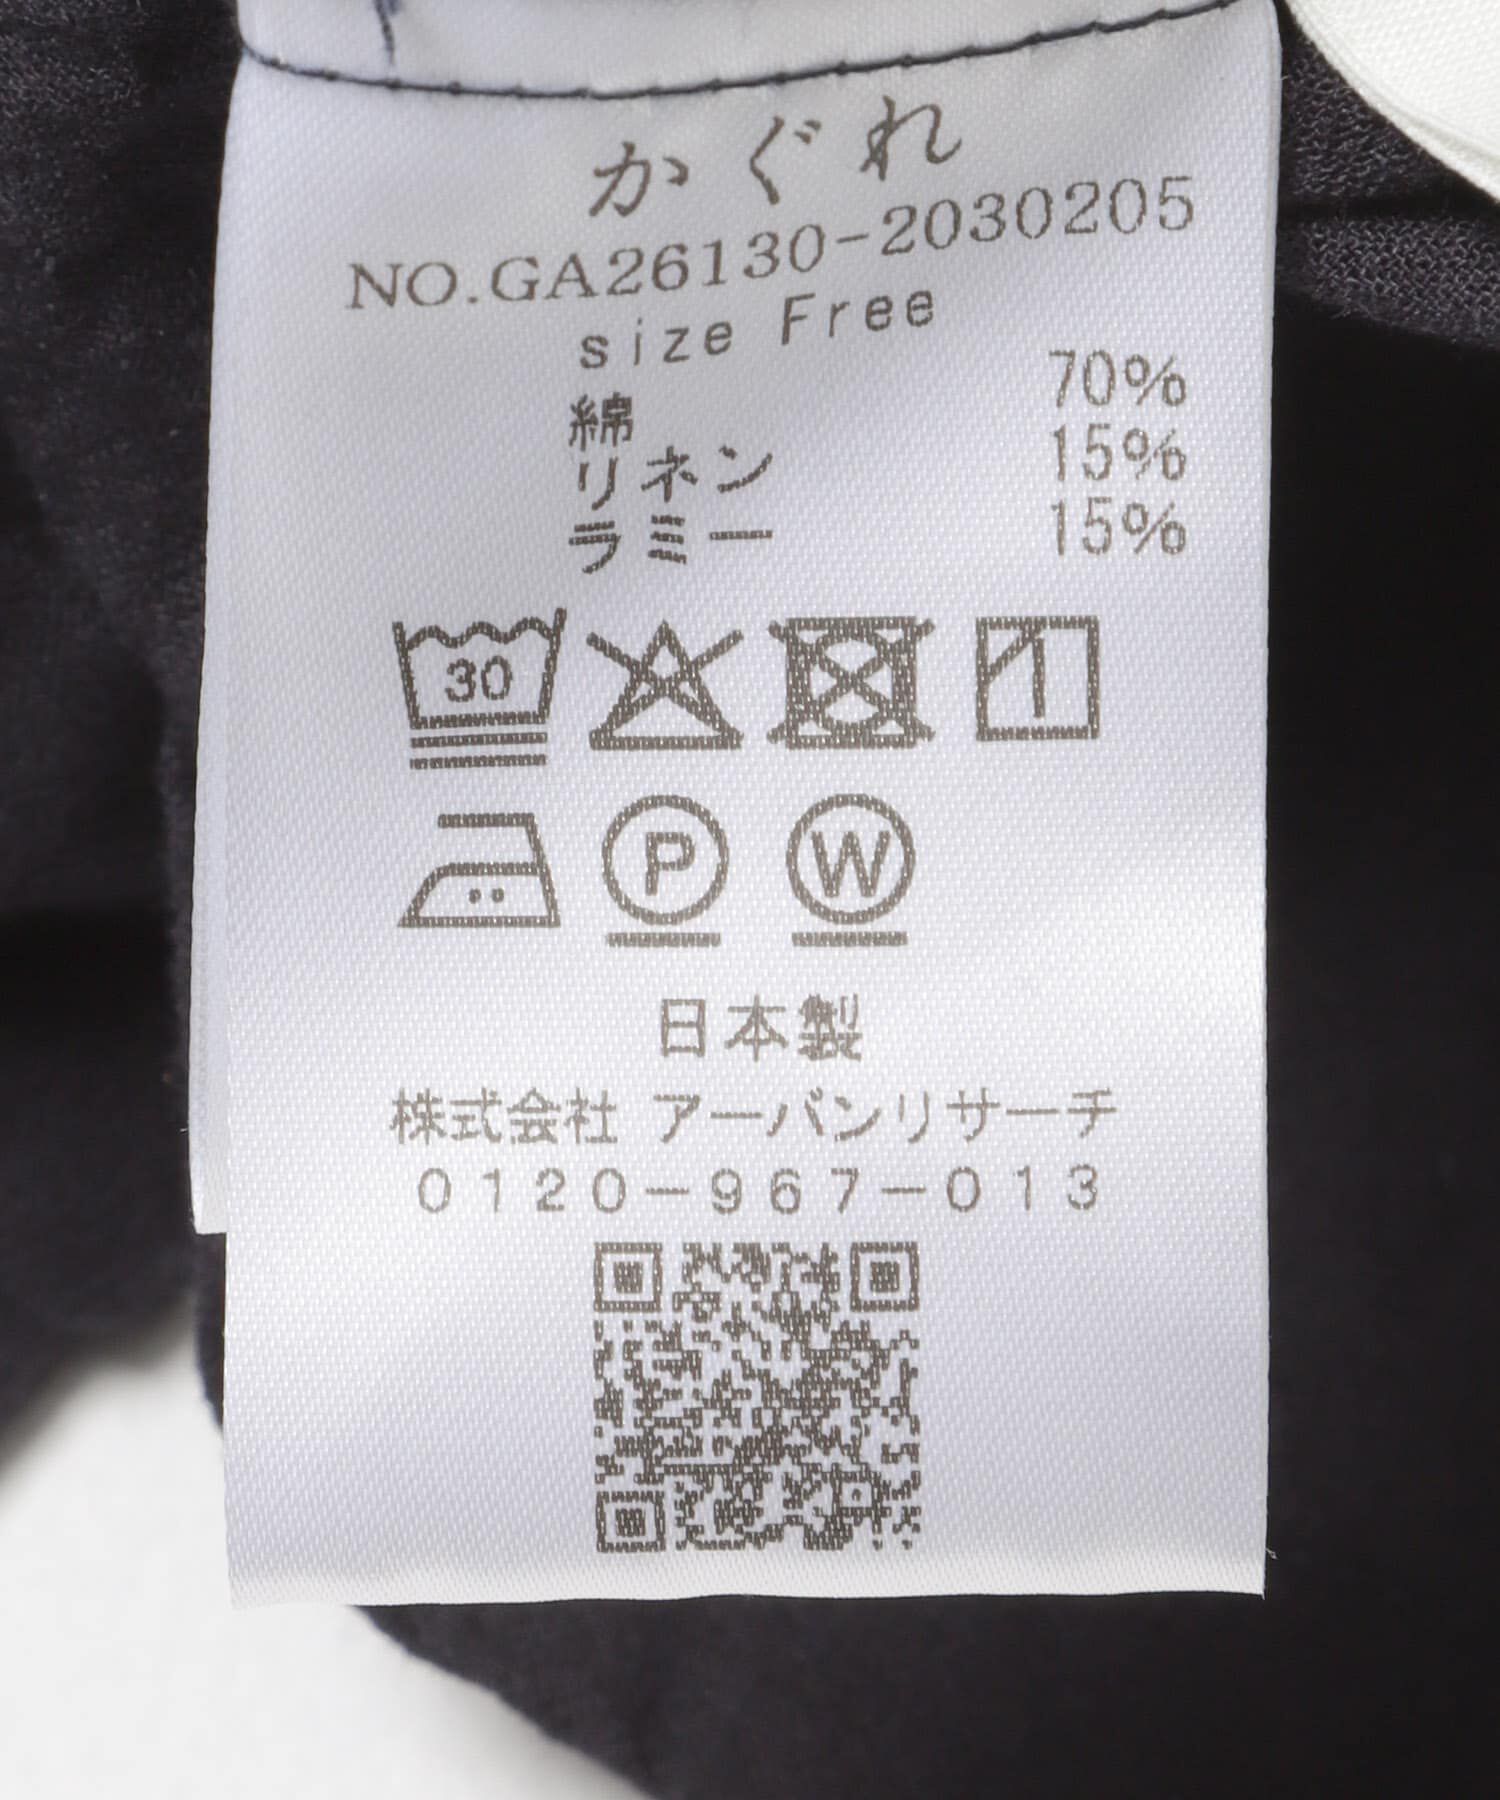 かぐれ
NO.GA26130-2030205
size Free
綿 70%
リネン 15%
ラミー 15%
30
P W
日本製
株式会社 アーバンリサーチ
0120-967-013